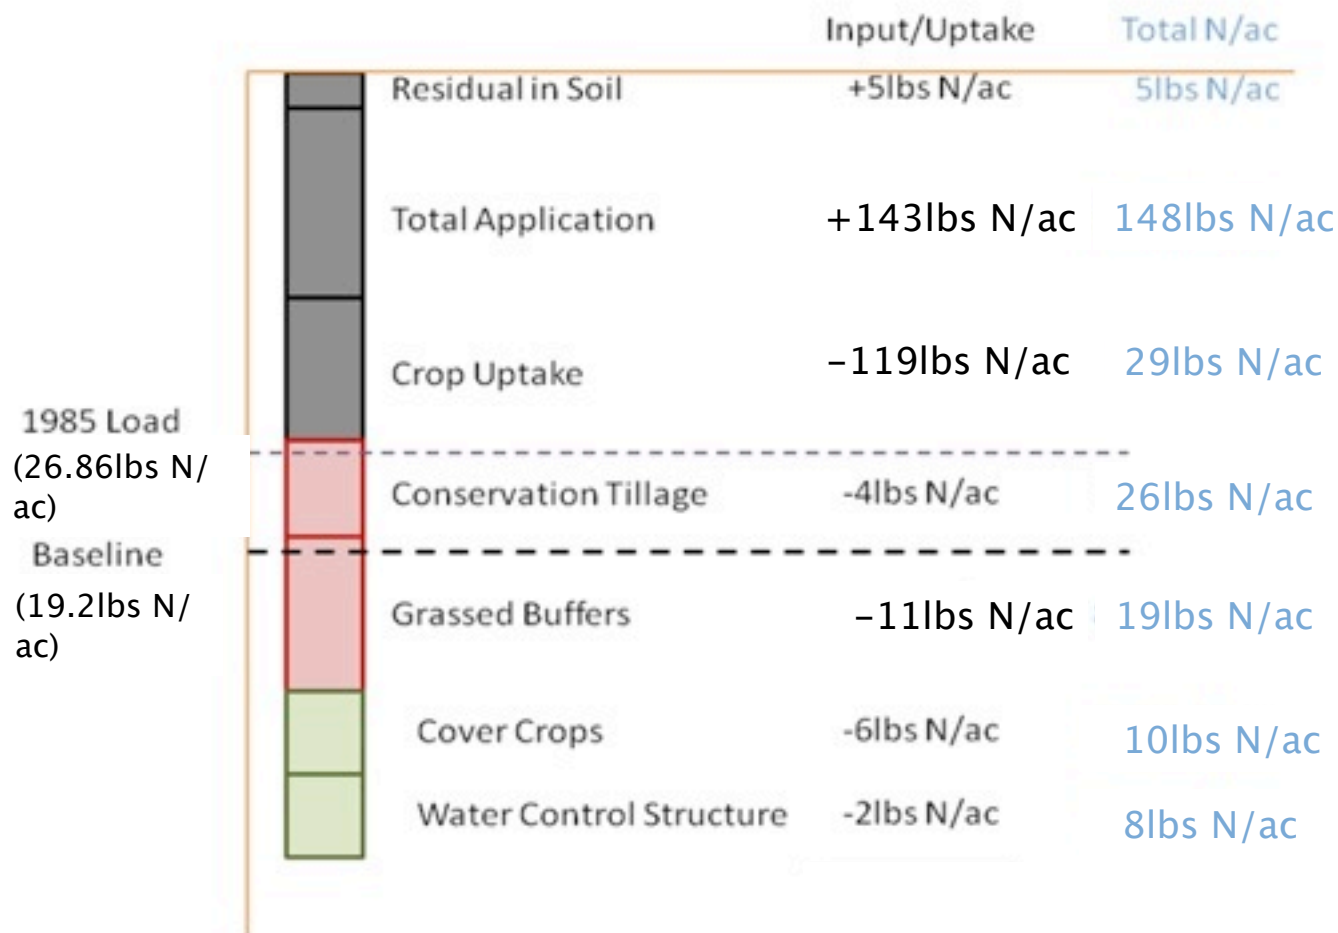 Input/Uptake Total N/ac
Residual in Soil +5lbs N/ac 5lbs N/ac
Total Application +143lbs N/ac 148lbs N/ac
Crop Uptake -119lbs N/ac 29lbs N/ac
1985 Load
(26.86lbs N/
ac)
Conservation Tillage -4lbs N/ac 26lbs N/ac
Baseline
(19.2lbs N/
ac)
Grassed Buffers -11lbs N/ac 19lbs N/ac
Cover Crops -6lbs N/ac 10lbs N/ac
Water Control Structure -2lbs N/ac 8lbs N/ac